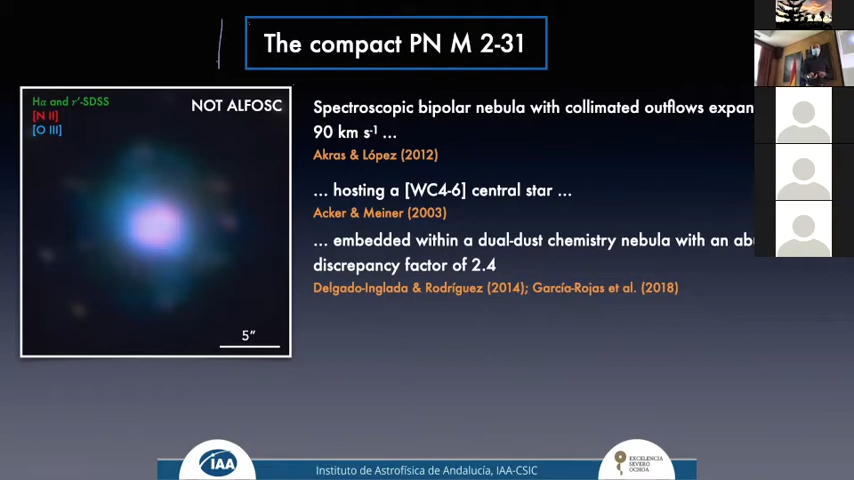 The compact PN M 2-31
Hα and r'-SDSS
[N II]
[O III]
NOT ALFOSC
5"
Spectroscopic bipolar nebula with collimated outflows expan
90 km s-1 ...
Akras & López (2012)
... hosting a [WC4-6] central star ...
Acker & Meiner (2003)
... embedded within a dual-dust chemistry nebula with an abu
discrepancy factor of 2.4
Delgado-Inglada & Rodríguez (2014); García-Rojas et al. (2018)
IAA
Instituto de Astrofísica de Andalucía, IAA-CSIC
EXCELENCIA
SEVERO
OCHOA